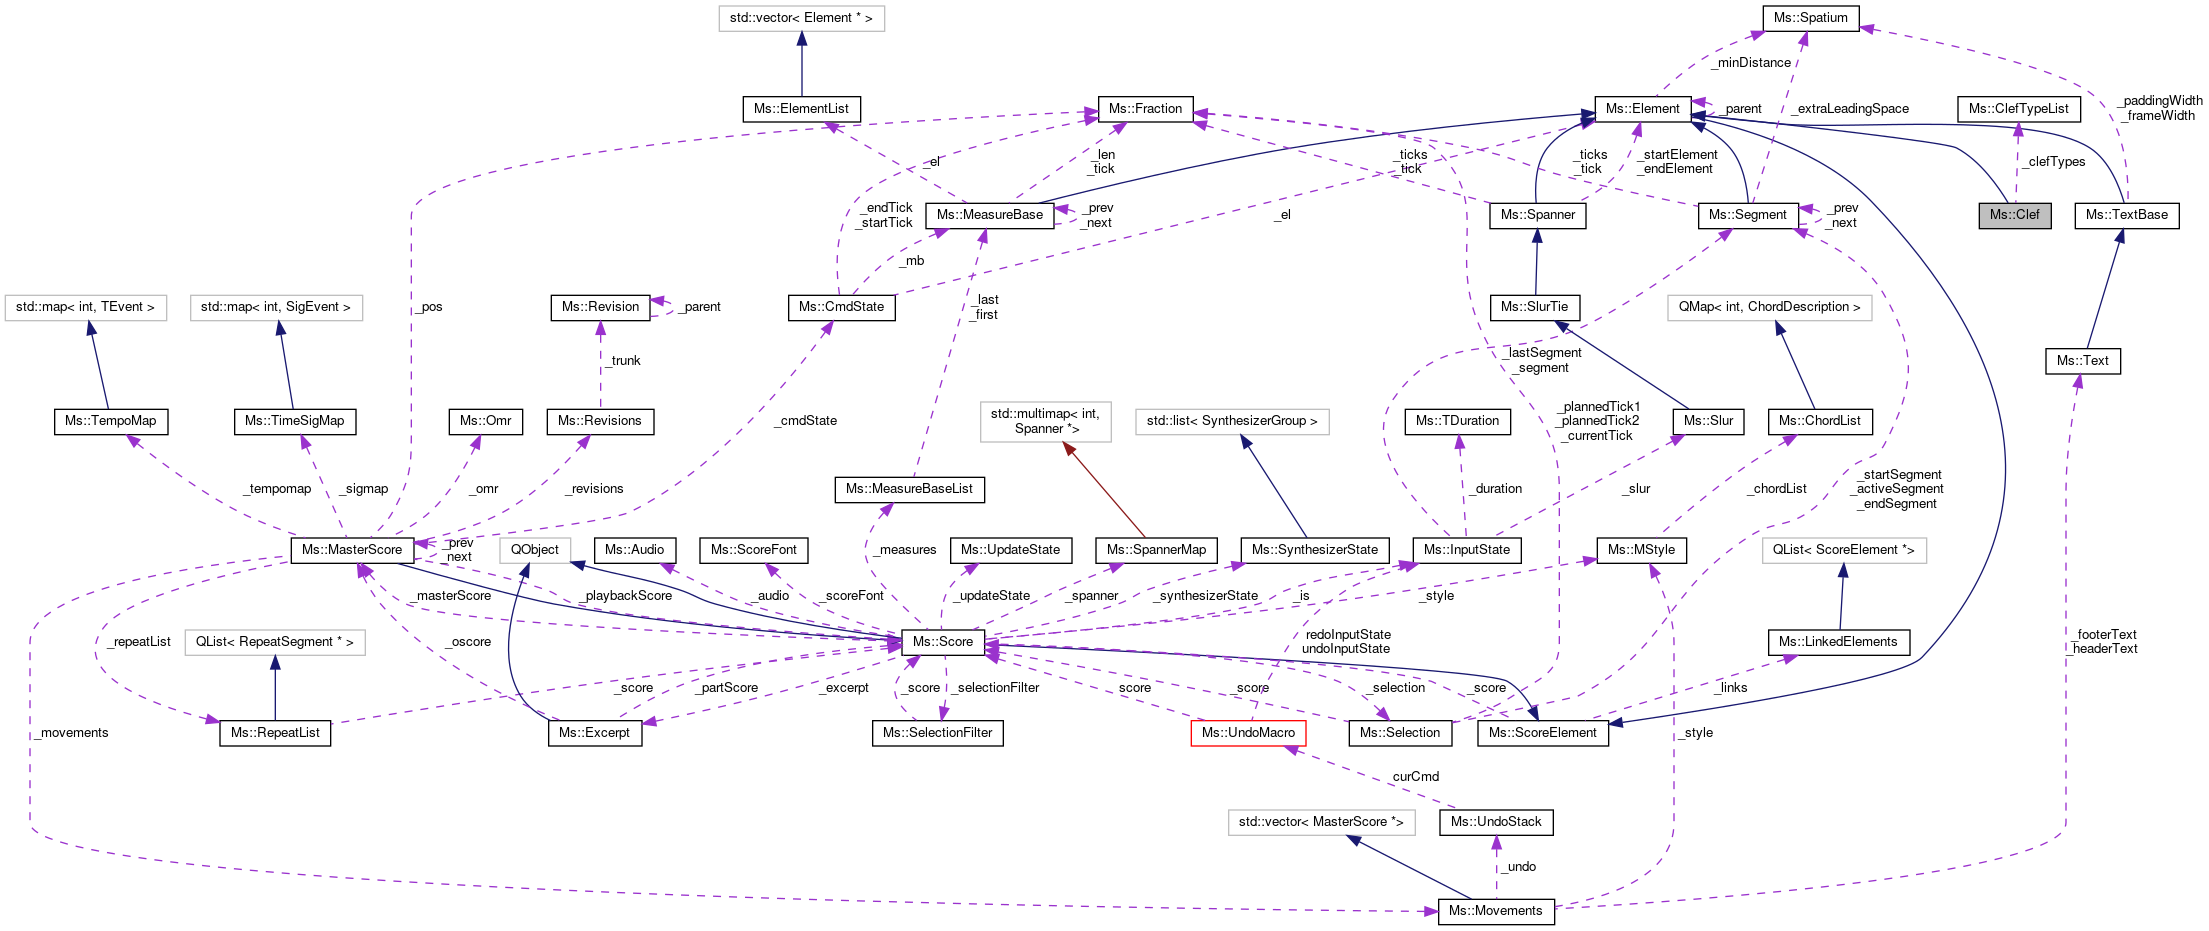 std::vector< Element * >
Ms::Spatium
_minDistance
Ms::ElementList
Ms::Fraction
Ms::Element
_parent
_extraLeadingSpace
Ms::ClefTypeList
_paddingWidth
_frameWidth
_el
_len
_tick
_ticks
_tick
_startElement
_endElement
_ticks
_tick
_clefTypes
_endTick
_startTick
Ms::MeasureBase
_prev
_next
_el
Ms::Spanner
Ms::Segment
_prev
_next
Ms::Clef
Ms::TextBase
_mb
std::map< int, TEvent >
std::map< int, SigEvent >
_pos
Ms::Revision
_parent
Ms::CmdState
_last
_first
Ms::SlurTie
QMap< int, ChordDescription >
_trunk
_lastSegment
_segment
Ms::Text
Ms::TempoMap
Ms::TimeSigMap
Ms::Omr
Ms::Revisions
_cmdState
std::multimap< int,
Spanner *>
std::list< SynthesizerGroup >
Ms::TDuration
_plannedTick1
_plannedTick2
_currentTick
Ms::Slur
Ms::ChordList
_tempomap
_sigmap
_omr
_revisions
Ms::MeasureBaseList
_duration
_slur
_chordList
_startSegment
_activeSegment
_endSegment
Ms::MasterScore
_prev
_next
QObject
Ms::Audio
Ms::ScoreFont
_measures
Ms::UpdateState
Ms::SpannerMap
Ms::SynthesizerState
Ms::InputState
Ms::MStyle
QList< ScoreElement *>
_masterScore
_playbackScore
_audio
_scoreFont
_updateState
_spanner
_synthesizerState
_is
_style
_repeatList
QList< RepeatSegment * >
_oscore
Ms::Score
redoInputState
undoInputState
Ms::LinkedElements
_footerText
_headerText
_score
_partScore
_excerpt
_score
_selectionFilter
score
_score
_selection
_score
_links
_movements
Ms::RepeatList
Ms::Excerpt
Ms::SelectionFilter
Ms::UndoMacro
Ms::Selection
Ms::ScoreElement
_style
curCmd
std::vector< MasterScore *>
Ms::UndoStack
_undo
Ms::Movements